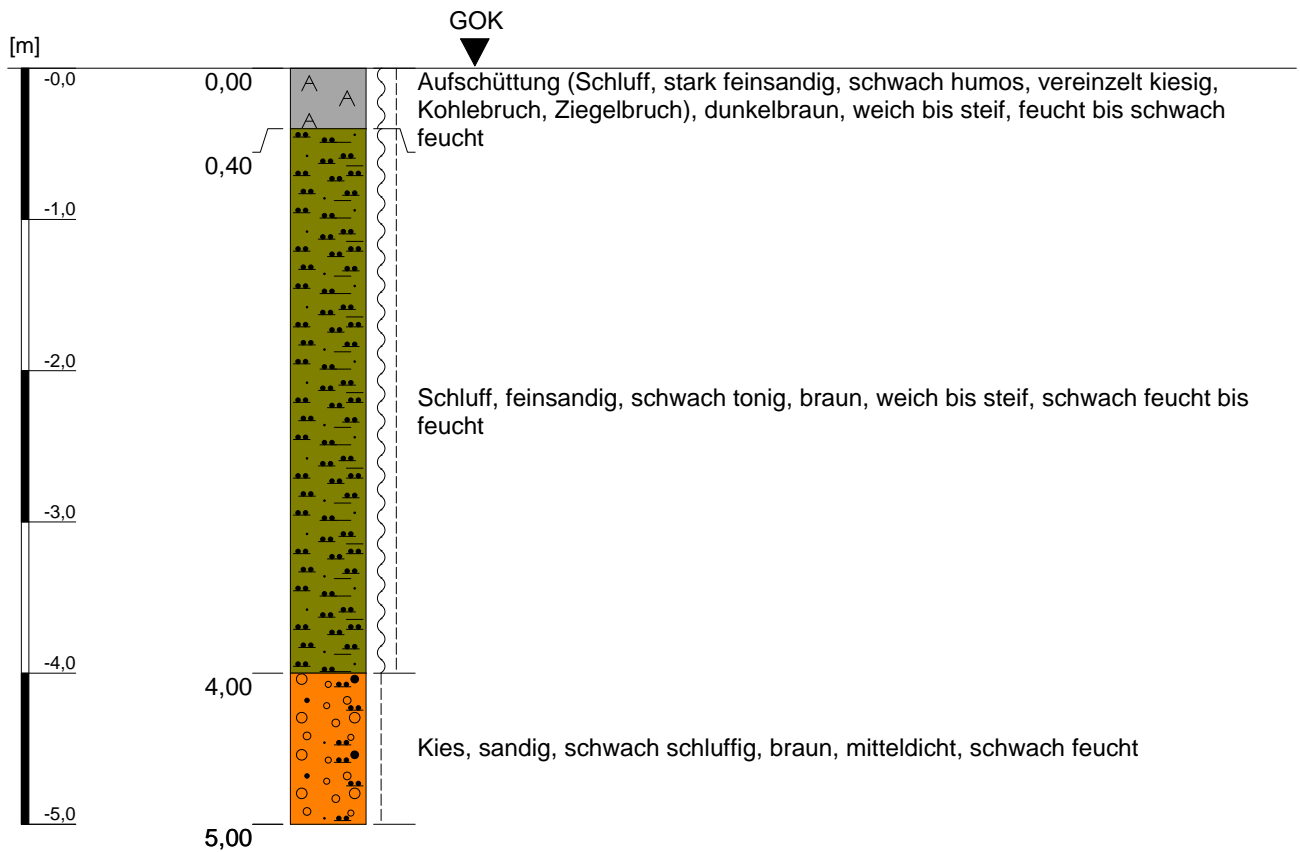 GOK
[m]
-0,0
0,00
Aufschüttung (Schluff, stark feinsandig, schwach humos, vereinzelt kiesig,
Kohlebruch, Ziegelbruch), dunkelbraun, weich bis steif, feucht bis schwach
feucht
A
A
A
0,40
-1,0
-2,0
Schluff, feinsandig, schwach tonig, braun, weich bis steif, schwach feucht bis
feucht
-3,0
-4,0
4,00
Kies, sandig, schwach schluffig, braun, mitteldicht, schwach feucht
-5,0
5,00